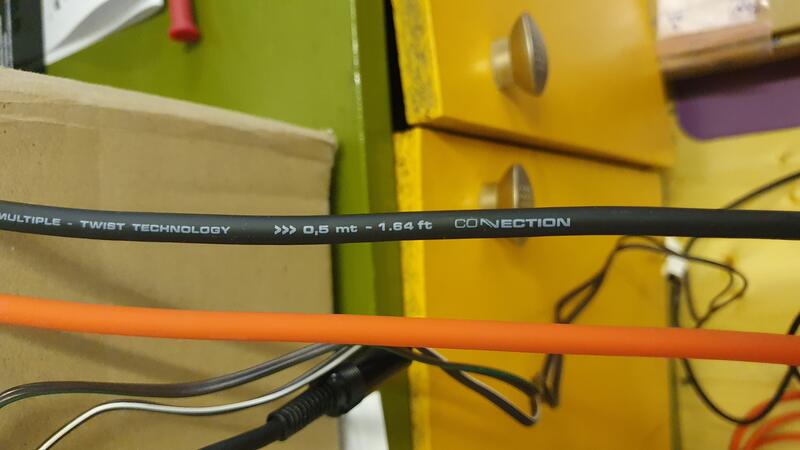 MULTIPLE - TWIST TECHNOLOGY >>> 0,5 mt - 1.64 ft CONNECTION